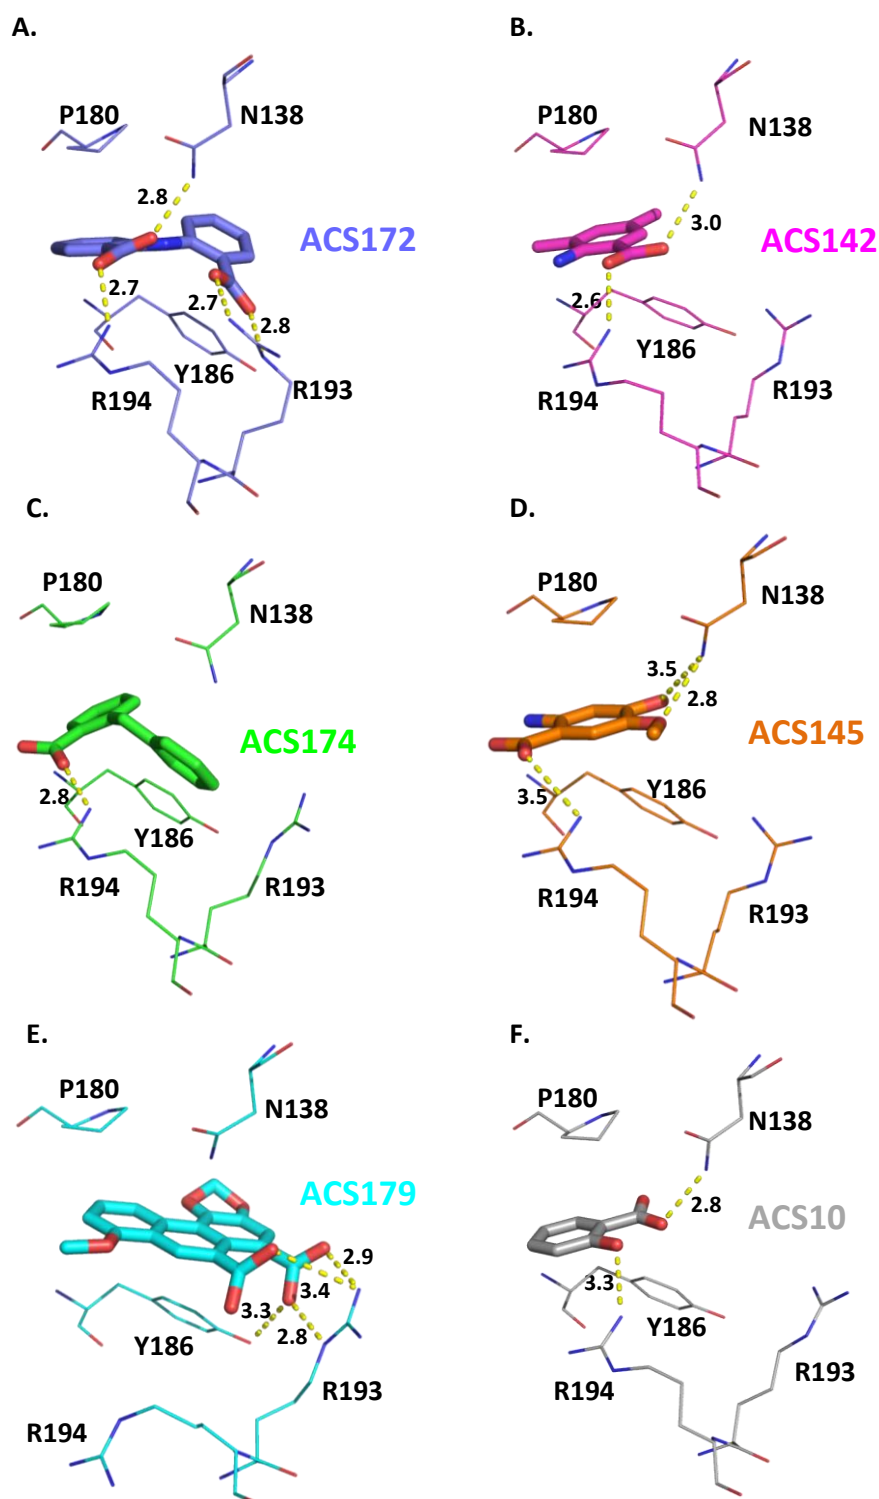 A.
P180
N138
2.8
ACS172
2.7
2.7
2.8
Y186
R193
R194
B.
P180
N138
3.0
ACS142
2.6
Y186
R194
R193
C.
P180
N138
ACS174
2.8
Y186
R194
R193
D.
P180
N138
3.5
2.8
ACS145
3.5
Y186
R194
R193
E.
P180
N138
ACS179
2.9
3.4
3.3
2.8
Y186
R193
R194
F.
P180
N138
2.8
ACS10
3.3
Y186
R193
R194